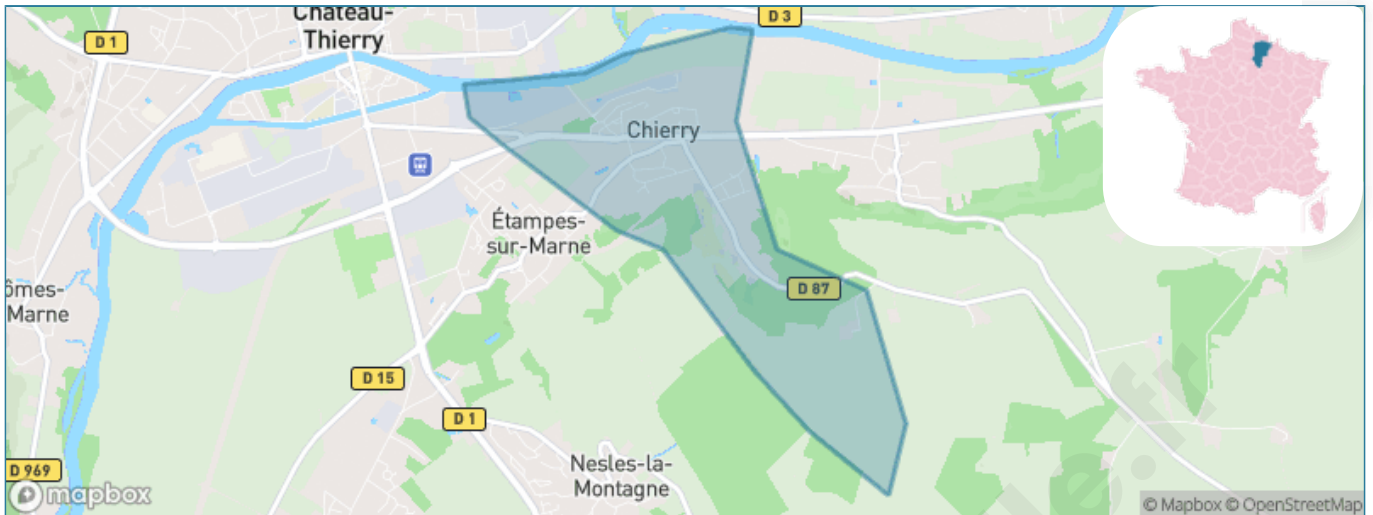 Château-
Thierry
D 1
D 3
Chierry
Étampes-
sur-Marne
D 87
ômes-
Marne
D 15
D 1
Nesles-la-
Montagne
D 969
mapbox
© Mapbox © OpenStreetMap